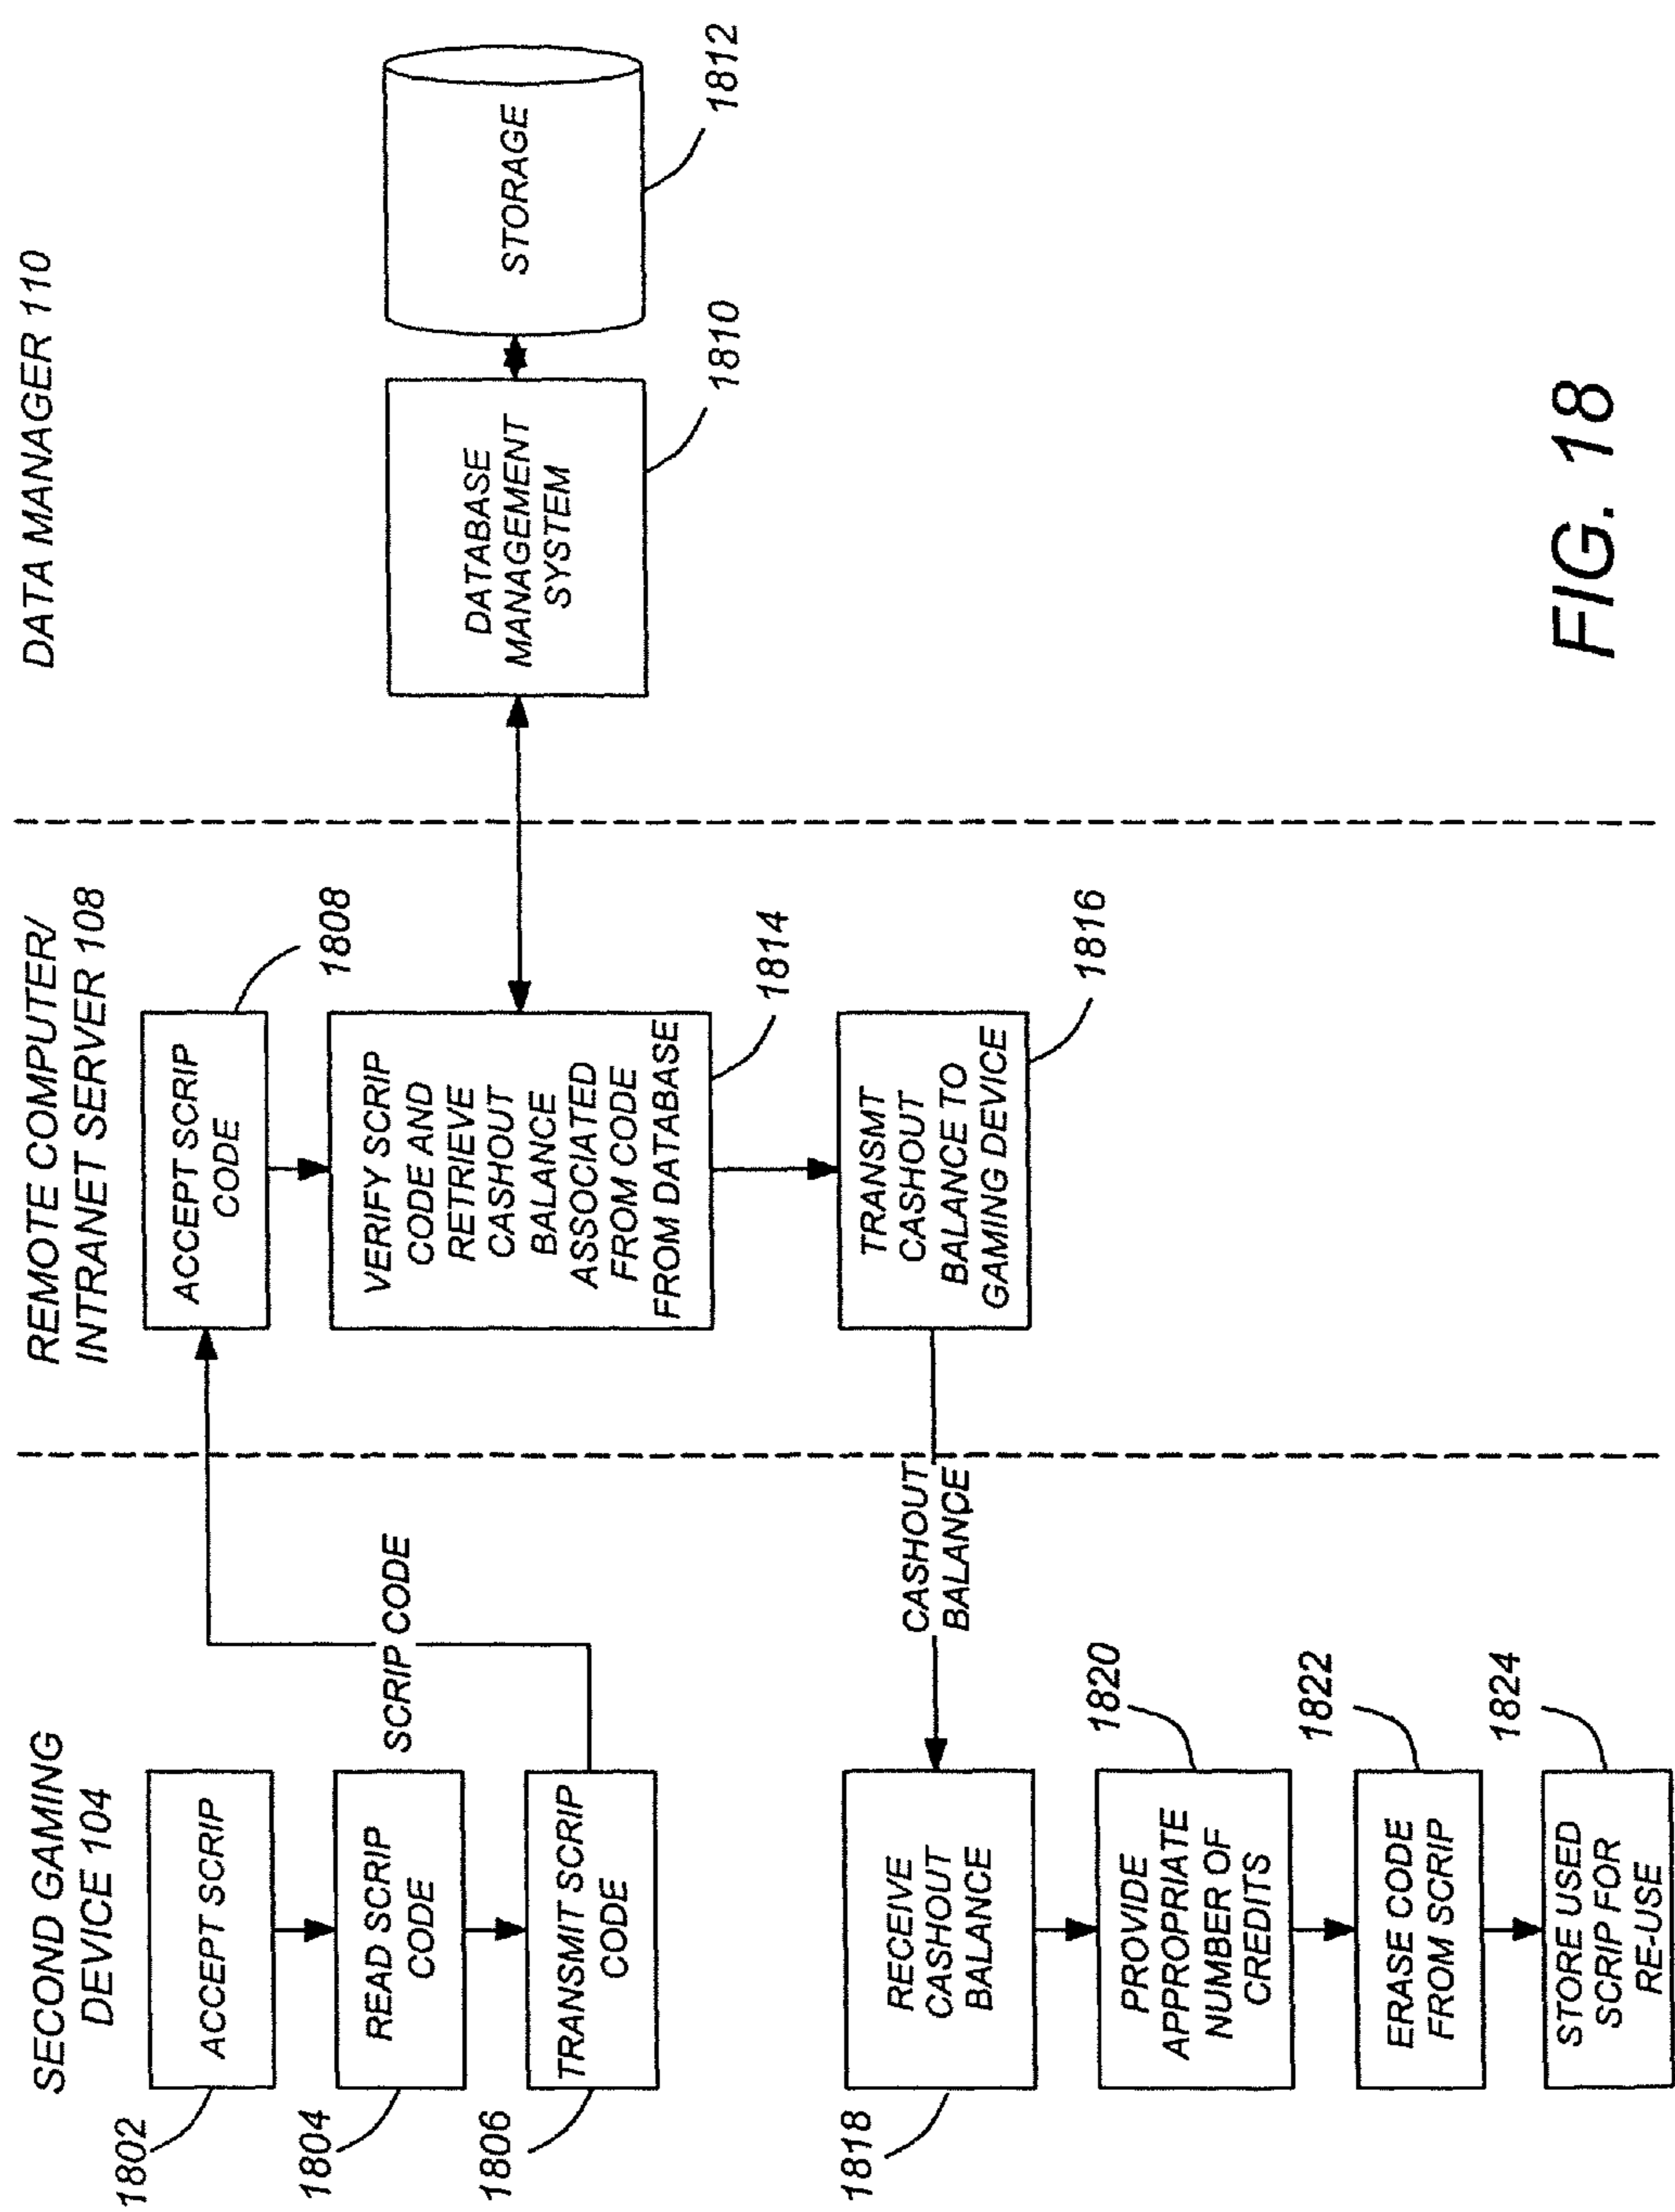 SECOND GAMING
DEVICE 104
1802
ACCEPT SCRIP
1804
READ SCRIP
CODE
1806
TRANSMIT SCRIP
CODE
SCRIP CODE
REMOTE COMPUTER/
INTRANET SERVER 108
ACCEPT SCRIP
CODE
1808
VERIFY SCRIP
CODE AND
RETRIEVE
CASHOUT
BALANCE
ASSOCIATED
FROM CODE
FROM DATABASE
1814
TRANSMT
CASHOUT
BALANCE TO
GAMING DEVICE
1816
DATA MANAGER 110
DATABASE
MANAGEMENT
SYSTEM
1810
STORAGE
1812
CASHOUT
BALANCE
1818
RECEIVE
CASHOUT
BALANCE
PROVIDE
APPROPRIATE
NUMBER OF
CREDITS
1820
ERASE CODE
FROM SCRIP
1822
STORE USED
SCRIP FOR
RE-USE
1824
FIG. 18